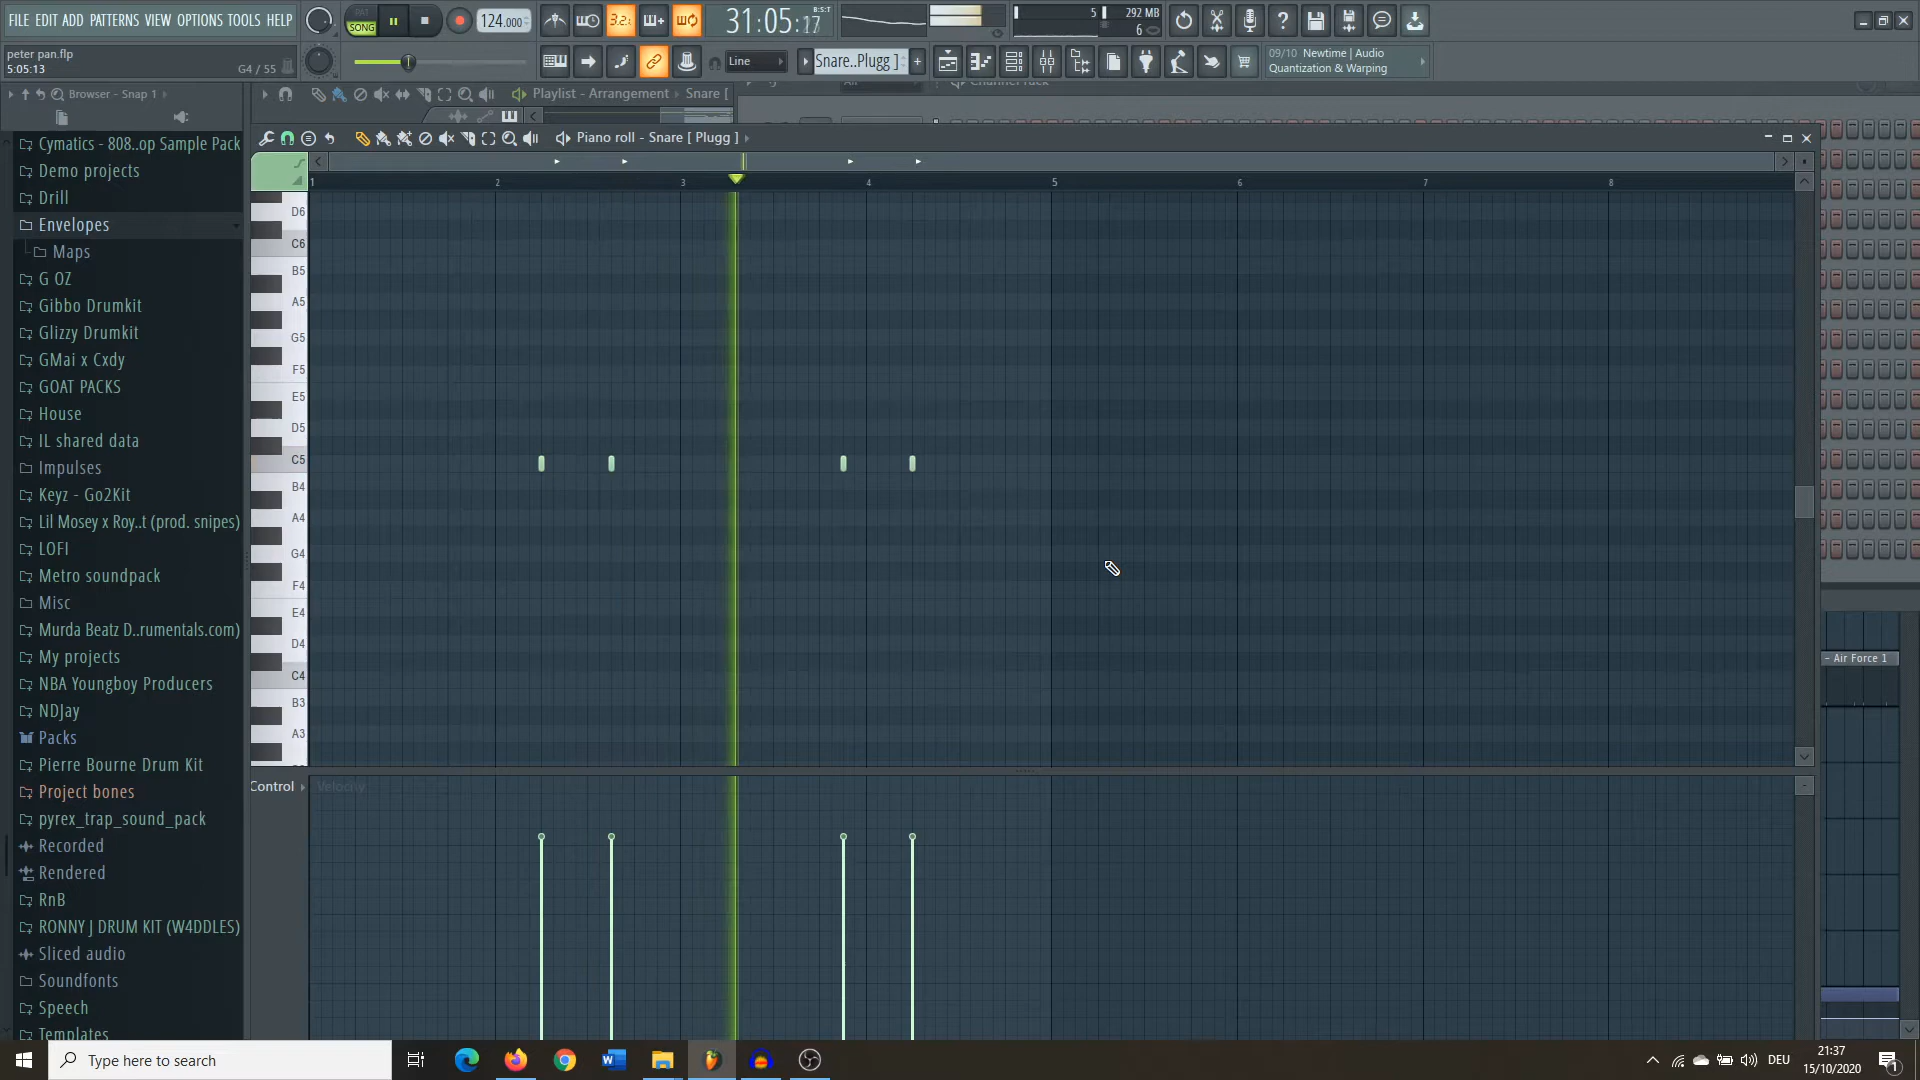 FILE EDIT ADD PATTERNS VIEW OPTIONS TOOLS HELP
PAT
SONG
124.000
3.2.
31:05:17
B:S:T
5
292 MB
6
09/10 Newtime | Audio
Quantization & Warping
peter pan.flp
5:05:13
G4 / 55
Line
Snare..Plugg ]
Browser - Snap 1
Playlist - Arrangement
Snare [
Piano roll - Snare [ Plugg ]
1 2 3 4 5 6 7 8
Cymatics - 808..op Sample Pack
Demo projects
Drill
Envelopes
Maps
G OZ
Gibbo Drumkit
Glizzy Drumkit
GMai x Cxdy
GOAT PACKS
House
IL shared data
Impulses
Keyz - Go2Kit
Lil Mosey x Roy..t (prod. snipes)
LOFI
Metro soundpack
Misc
Murda Beatz D..rumentals.com)
My projects
NBA Youngboy Producers
NDJay
Packs
Pierre Bourne Drum Kit
Project bones
pyrex_trap_sound_pack
Recorded
Rendered
RnB
RONNY J DRUM KIT (W4DDLES)
Sliced audio
Soundfonts
Speech
Templates
D6
C6
B5
A5
G5
F5
E5
D5
C5
B4
A4
G4
F4
E4
D4
C4
B3
A3
Control
Velocity
– Air Force 1
Type here to search
DEU
21:37
15/10/2020
1